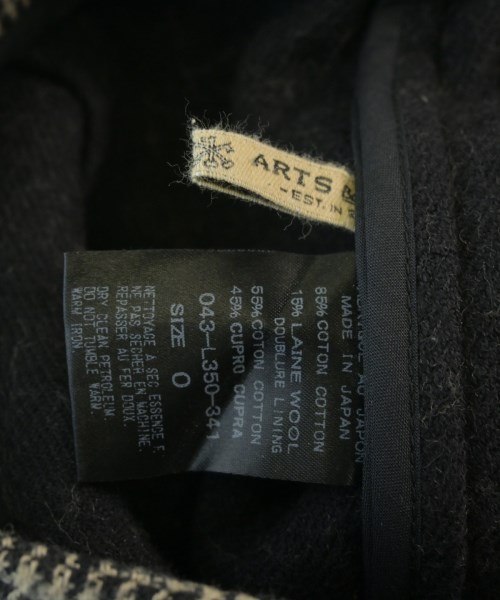 ARTS &
-EST. IN
FABRIQUE AU JAPON
MADE IN JAPAN
85% COTON COTTON
15% LAINE WOOL
DOUBLURE LINING
55% COTON COTTON
45% CUPRO CUPRA
043-L350-341
SIZE 0
NETTOYAGE A SEC ESSENCE F.
NE PAS SECHER EN MACHINE.
REPASSER AU FER DOUX.
DRY CLEAN PETROLEUM.
DO NOT TUMBLE WARM.
WARM IRON.